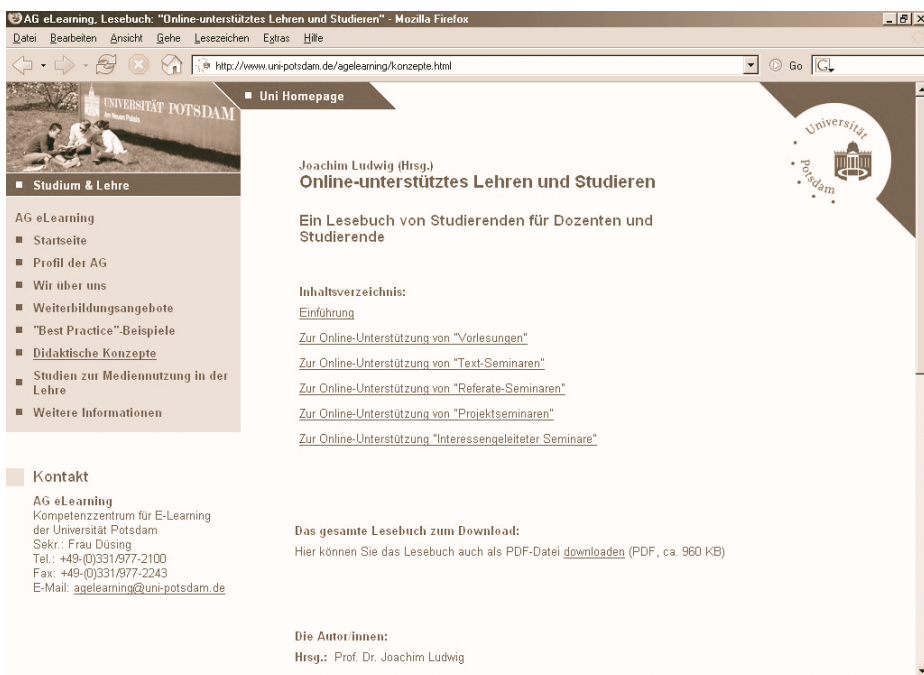 AG eLearning, Lesebuch: "Online-unterstütztes Lehren und Studieren" - Mozilla Firefox
Datei Bearbeiten Ansicht Gehe Lesezeichen Extras Hilfe
http://www.uni-potsdam.de/agelearning/konzepte.html
Go
G
UNIVERSITÄT POTSDAM
Am Neuen Palais
Uni Homepage
Universität Potsdam
Studium & Lehre
AG eLearning
Startseite
Profil der AG
Wir über uns
Weiterbildungsangebote
"Best Practice"-Beispiele
Didaktische Konzepte
Studien zur Mediennutzung in der
Lehre
Weitere Informationen
Kontakt
AG eLearning
Kompetenzzentrum für E-Learning
der Universität Potsdam
Sekr.: Frau Düsing
Tel.: +49-(0)331/977-2100
Fax: +49-(0)331/977-2243
E-Mail: agelearning@uni-potsdam.de
Joachim Ludwig (Hrsg.)
Online-unterstütztes Lehren und Studieren
Ein Lesebuch von Studierenden für Dozenten und
Studierende
Inhaltsverzeichnis:
Einführung
Zur Online-Unterstützung von "Vorlesungen"
Zur Online-Unterstützung von "Text-Seminaren"
Zur Online-Unterstützung von "Referate-Seminaren"
Zur Online-Unterstützung von "Projektseminaren"
Zur Online-Unterstützung "Interessengeleiteter Seminare"
Das gesamte Lesebuch zum Download:
Hier können Sie das Lesebuch auch als PDF-Datei downloaden (PDF, ca. 960 KB)
Die Autor/innen:
Hrsg.: Prof. Dr. Joachim Ludwig